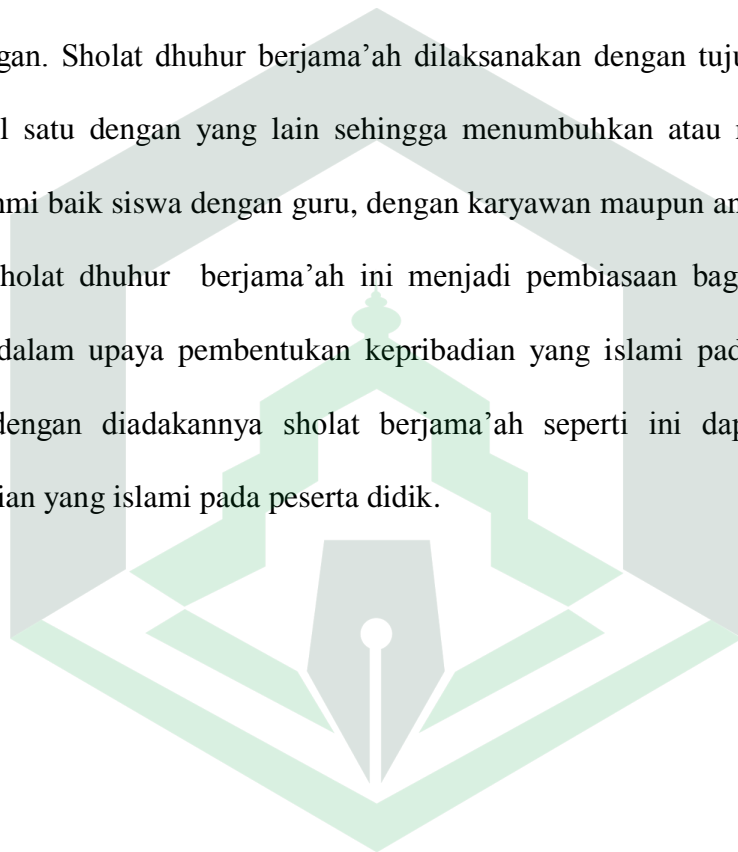 gan. Sholat dhuhur berjama’ah dilaksanakan dengan tuju
l satu dengan yang lain sehingga menumbuhkan atau
hmi baik siswa dengan guru, dengan karyawan maupun an
holat dhuhur berjama’ah ini menjadi pembiasaan bag
dalam upaya pembentukan kepribadian yang islami pad
dengan diadakannya sholat berjama’ah seperti ini dap
ian yang islami pada peserta didik.